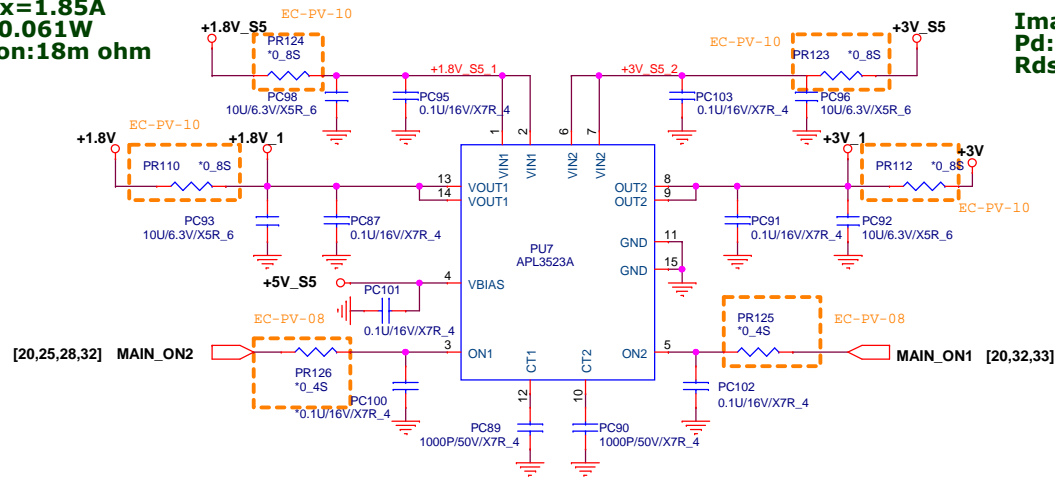 x=1.85A
0.061W
on:18m ohm
EC-PV-10
+1.8V_S5
PR124
*0_8S
+1.8V_S5_1
PC98
10U/6.3V/X5R_6
PC95
0.1U/16V/X7R_4
+3V_S5_2
PC103
0.1U/16V/X7R_4
EC-PV-10
PR123
*0_8S
+3V_S5
PC96
10U/6.3V/X5R_6
Ima
Pd:
Rds
+1.8V
EC-PV-10
+1.8V_1
PR110
*0_8S
PC93
10U/6.3V/X5R_6
PC87
0.1U/16V/X7R_4
1
2
6
7
VIN1
VIN1
VIN2
VIN2
13
14
VOUT1
VOUT1
8
9
OUT2
OUT2
+3V_1
PR112
*0_8S
+3V
EC-PV-10
PC91
0.1U/16V/X7R_4
PC92
10U/6.3V/X5R_6
PU7
APL3523A
11
15
GND
GND
+5V_S5
4
VBIAS
PC101
0.1U/16V/X7R_4
EC-PV-08
[20,25,28,32] MAIN_ON2
PR126
*0_4S
3
ON1
PC100
*0.1U/16V/X7R_4
CT1
CT2
12
10
5
ON2
PR125
*0_4S
EC-PV-08
MAIN_ON1 [20,32,33]
PC102
0.1U/16V/X7R_4
PC89
1000P/50V/X7R_4
PC90
1000P/50V/X7R_4